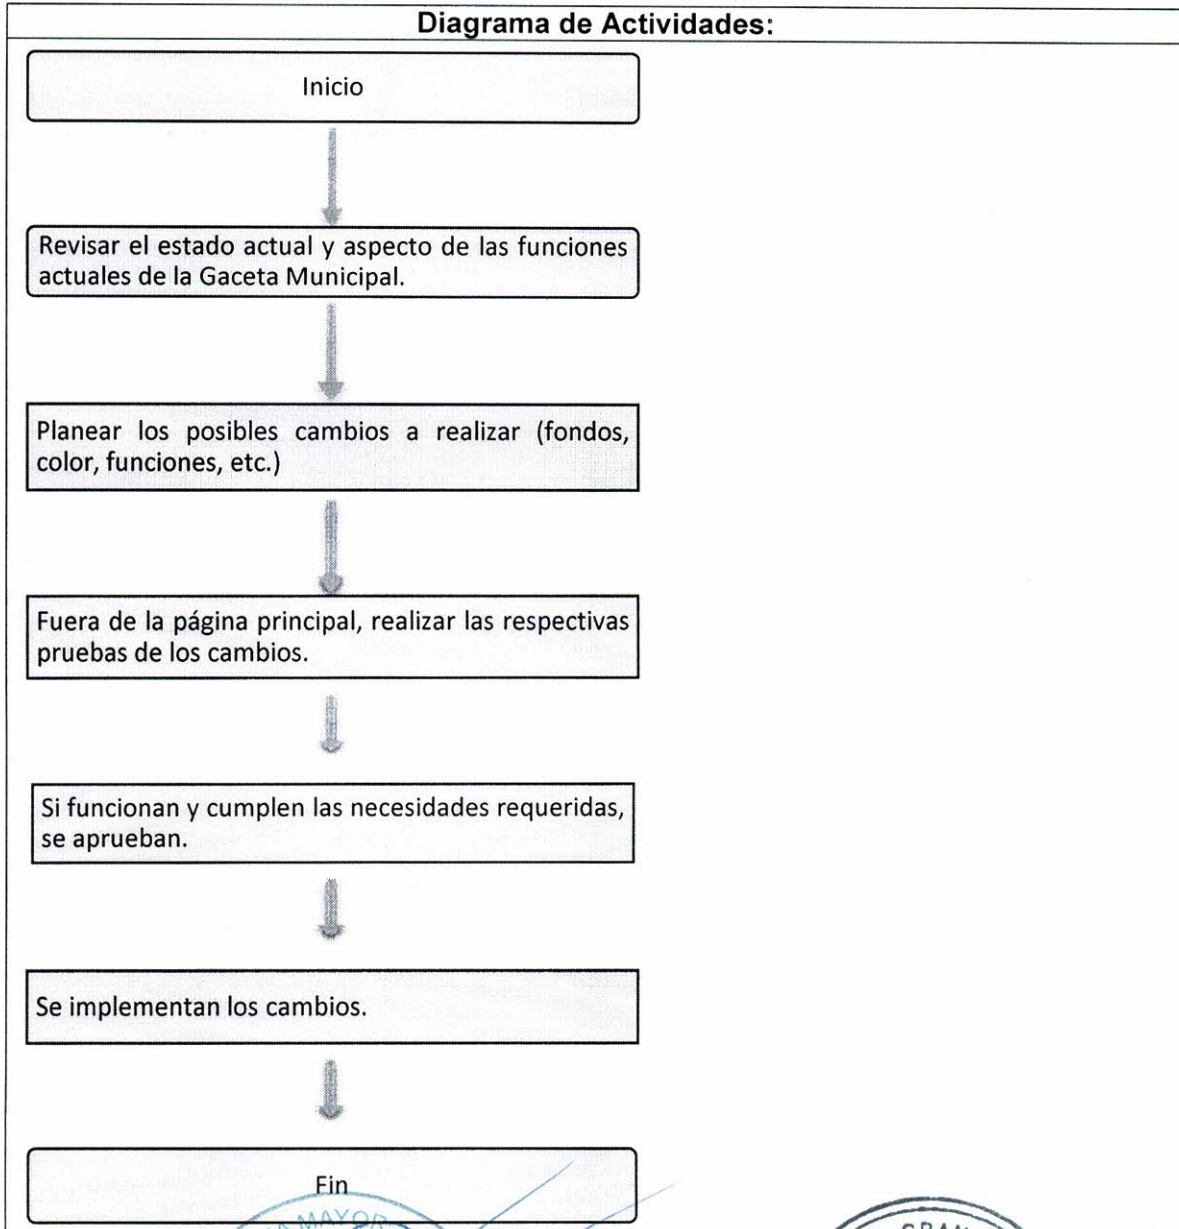 Diagrama de Actividades:
Inicio
Revisar el estado actual y aspecto de las funciones
actuales de la Gaceta Municipal.
Planear los posibles cambios a realizar (fondos,
color, funciones, etc.)
Fuera de la página principal, realizar las respectivas
pruebas de los cambios.
Si funcionan y cumplen las necesidades requeridas,
se aprueban.
Se implementan los cambios.
Fin
MAYOR
GRAN